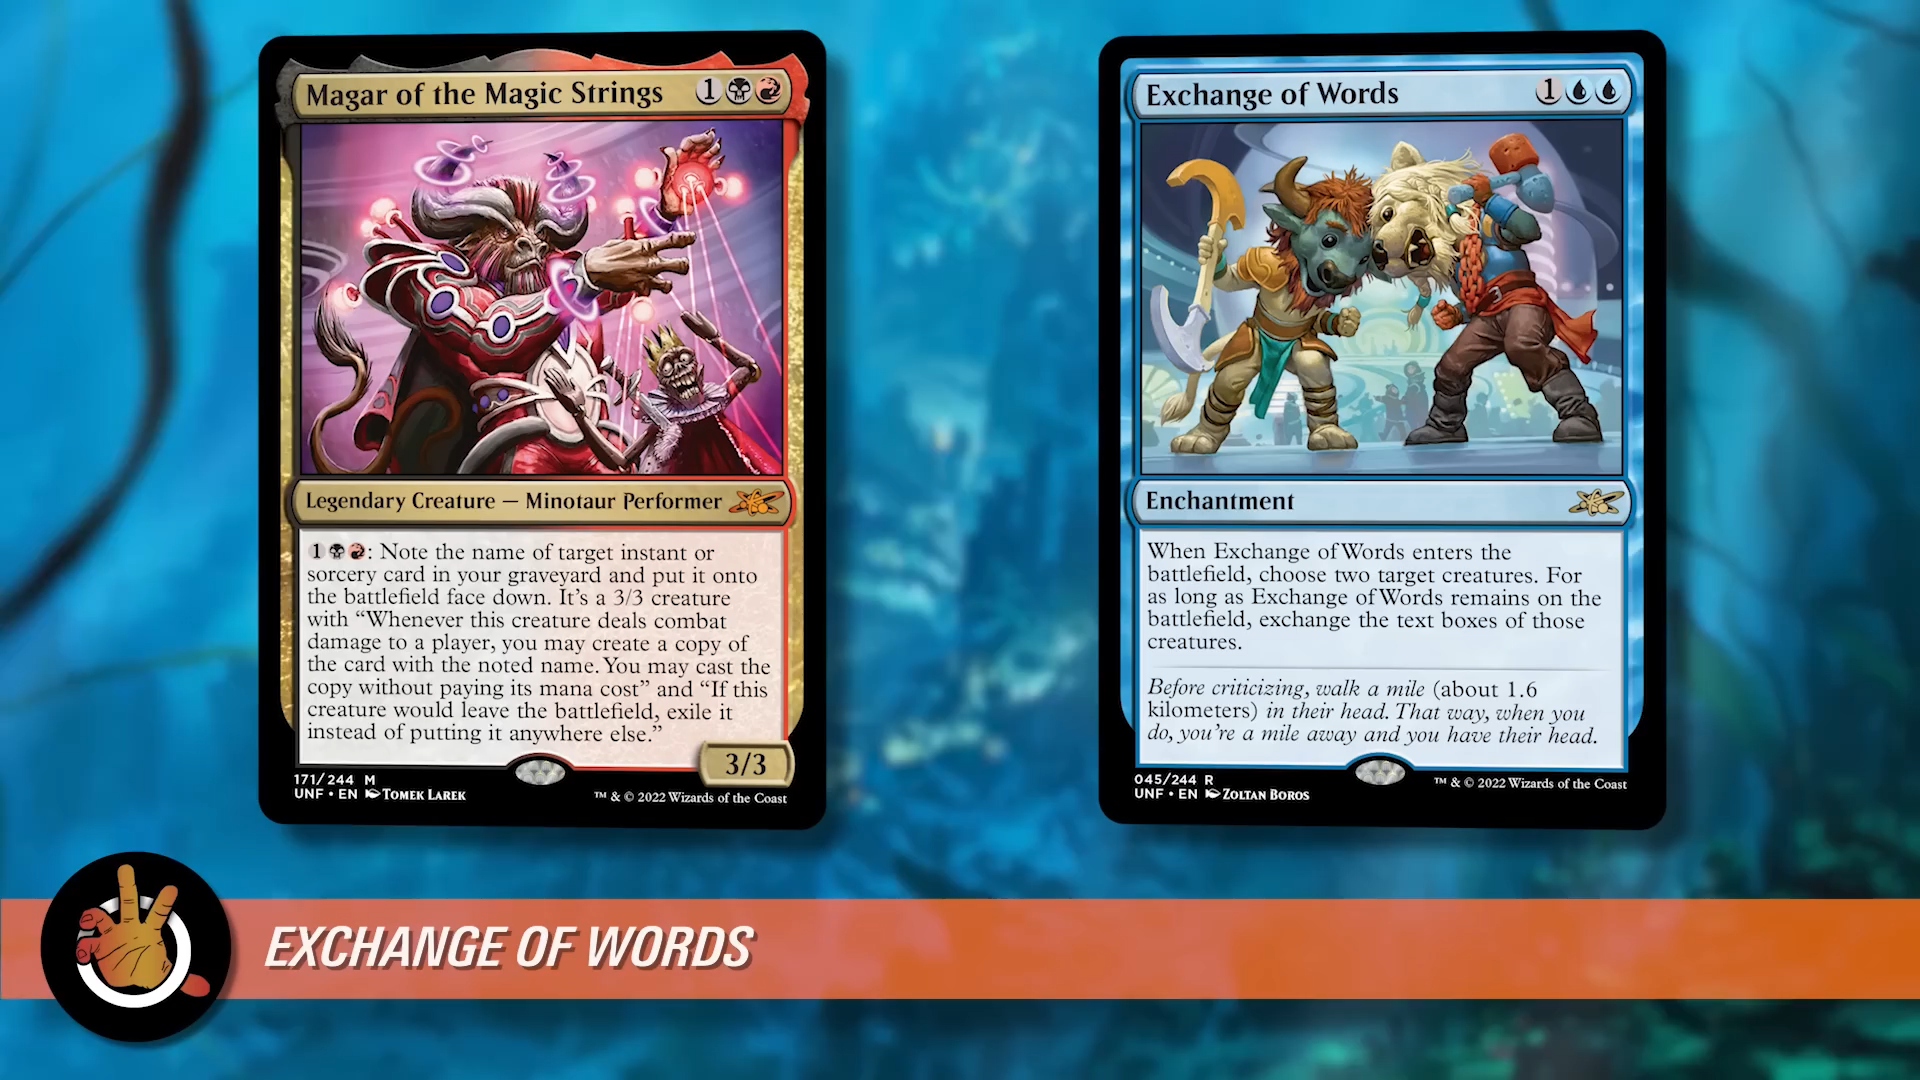 Magar of the Magic Strings 1
Legendary Creature — Minotaur Performer
1 : Note the name of target instant or
sorcery card in your graveyard and put it onto
the battlefield face down. It's a 3/3 creature
with “Whenever this creature deals combat
damage to a player, you may create a copy of
the card with the noted name. You may cast the
copy without paying its mana cost” and “If this
creature would leave the battlefield, exile it
instead of putting it anywhere else.”
3/3
171/244 M
UNF • EN TOMEK LAREK
™ & © 2022 Wizards of the Coast
Exchange of Words 1
Enchantment
When Exchange of Words enters the
battlefield, choose two target creatures. For
as long as Exchange of Words remains on the
battlefield, exchange the text boxes of those
creatures.
Before criticizing, walk a mile (about 1.6
kilometers) in their head. That way, when you
do, you're a mile away and you have their head.
045/244 R
UNF • EN ZOLTAN BOROS
™ & © 2022 Wizards of the Coast
EXCHANGE OF WORDS